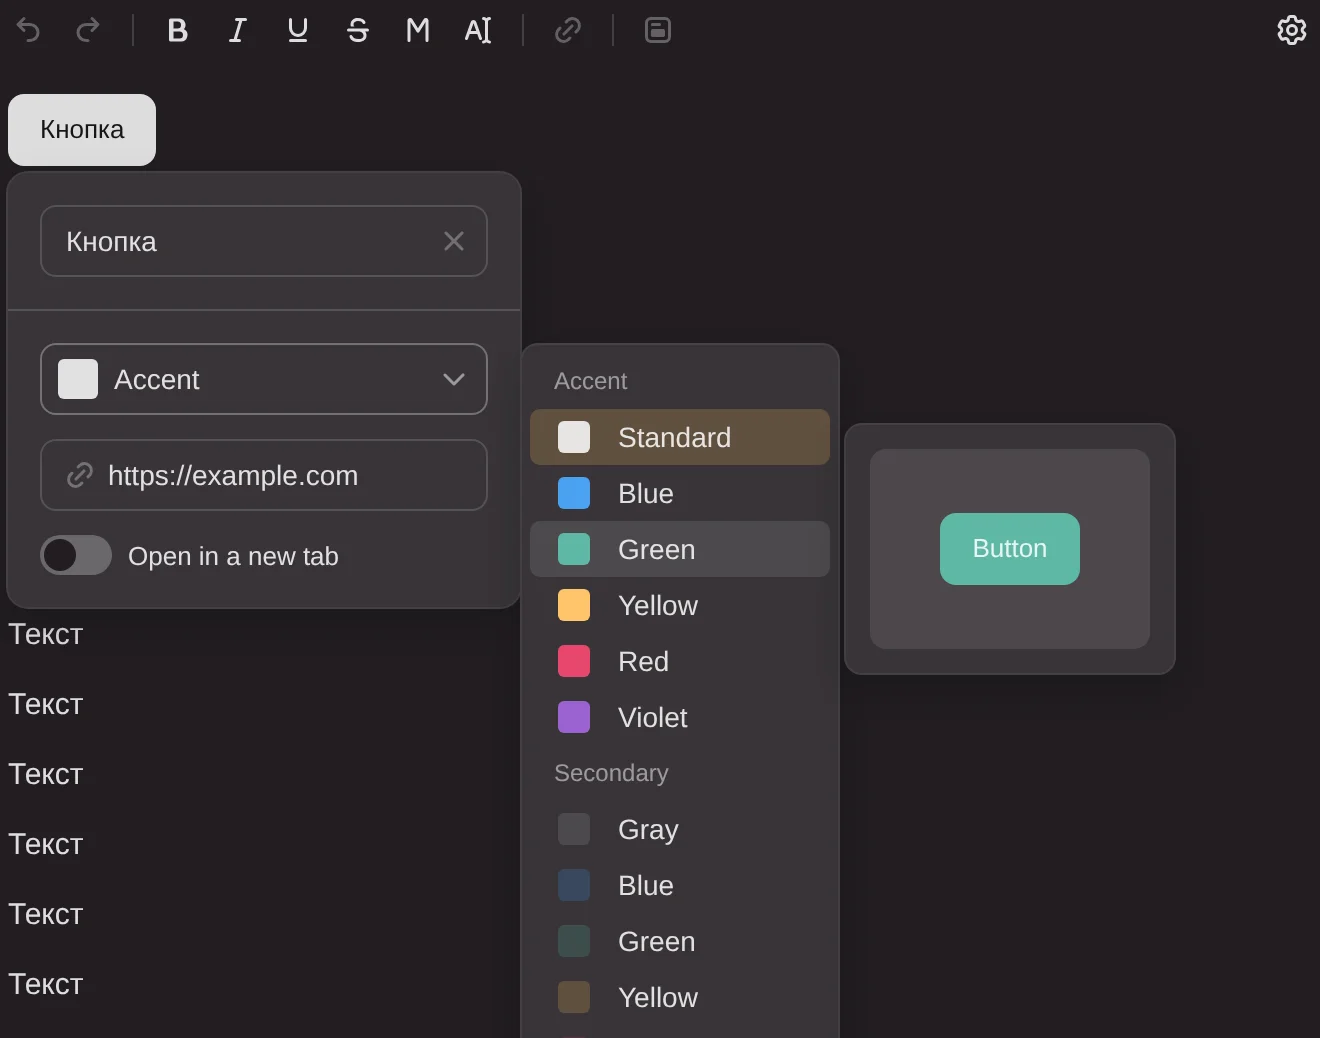 Кнопка
Кнопка
Accent
https://example.com
Open in a new tab
Accent
Standard
Blue
Green
Yellow
Red
Violet
Secondary
Gray
Blue
Green
Yellow
Button
Текст
Текст
Текст
Текст
Текст
Текст